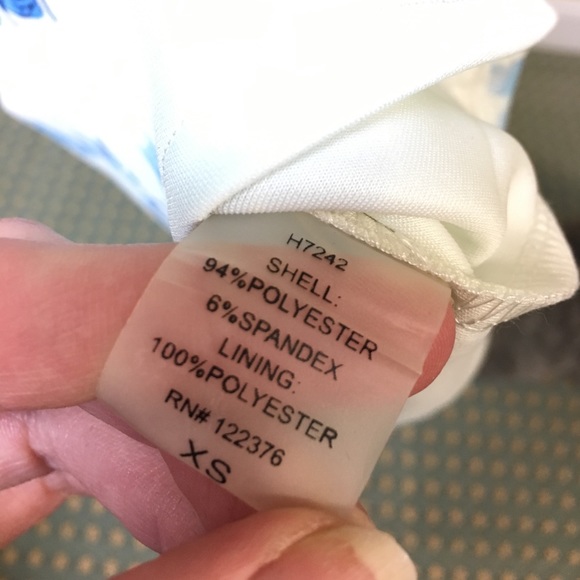 H7242
SHELL:
94%POLYESTER
6%SPANDEX
LINING:
100%POLYESTER
RN# 122376
XS